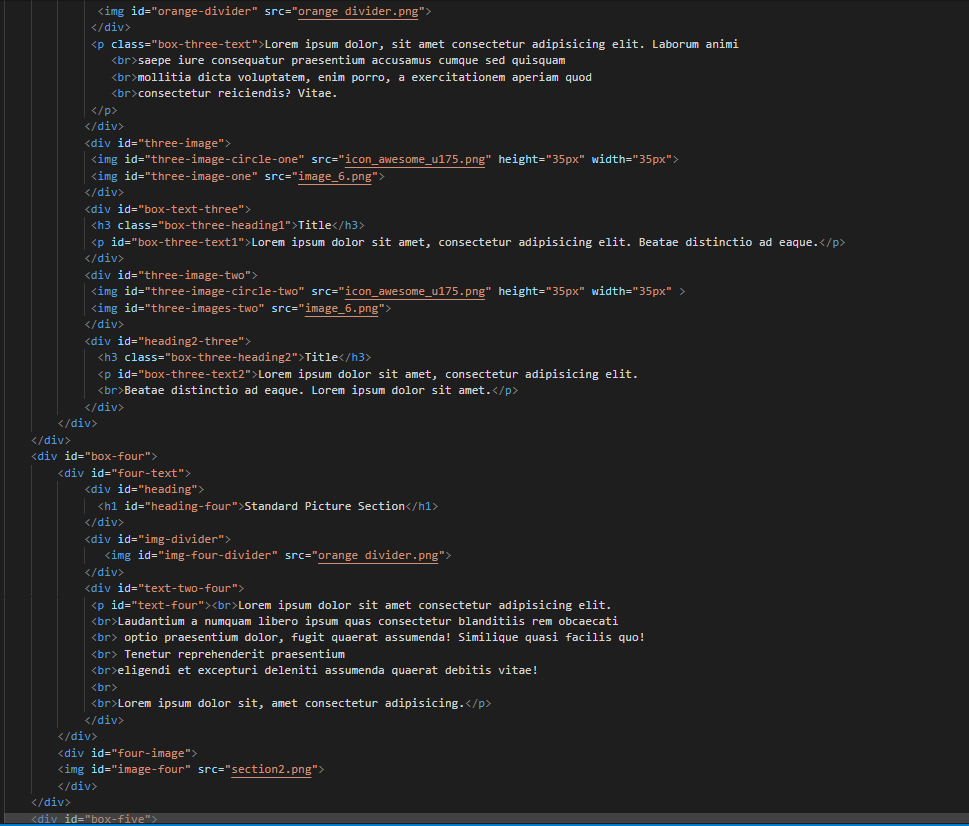 <img id="orange-divider" src="orange divider.png">
</div>
<p class="box-three-text">Lorem ipsum dolor, sit amet consectetur adipisicing elit. Laborum animi
<br>saepe iure consequatur praesentium accusamus cumque sed quisquam
<br>mollitia dicta voluptatem, enim porro, a exercitationem aperiam quod
<br>consectetur reiciendis? Vitae.
</p>
</div>
<div id="three-image">
<img id="three-image-circle-one" src="icon_awesome_u175.png" height="35px" width="35px">
<img id="three-image-one" src="image_6.png">
</div>
<div id="box-text-three">
<h3 class="box-three-heading1">Title</h3>
<p id="box-three-text1">Lorem ipsum dolor sit amet, consectetur adipisicing elit. Beatae distinctio ad eaque.</p>
</div>
<div id="three-image-two">
<img id="three-image-circle-two" src="icon_awesome_u175.png" height="35px" width="35px" >
<img id="three-images-two" src="image_6.png">
</div>
<div id="heading2-three">
<h3 class="box-three-heading2">Title</h3>
<p id="box-three-text2">Lorem ipsum dolor sit amet, consectetur adipisicing elit.
<br>Beatae distinctio ad eaque. Lorem ipsum dolor sit amet.</p>
</div>
</div>
</div>
<div id="box-four">
<div id="four-text">
<div id="heading">
<h1 id="heading-four">Standard Picture Section</h1>
</div>
<div id="img-divider">
<img id="img-four-divider" src="orange divider.png">
</div>
<div id="text-two-four">
<p id="text-four"><br>Lorem ipsum dolor sit amet consectetur adipisicing elit.
<br>Laudantium a numquam libero ipsum quas consectetur blanditiis rem obcaecati
<br> optio praesentium dolor, fugit quaerat assumenda! Similique quasi facilis quo!
<br> Tenetur reprehenderit praesentium
<br>eligendi et excepturi deleniti assumenda quaerat debitis vitae!
<br>
<br>Lorem ipsum dolor sit, amet consectetur adipisicing.</p>
</div>
</div>
<div id="four-image">
<img id="image-four" src="section2.png">
</div>
</div>
<div id="box-five">